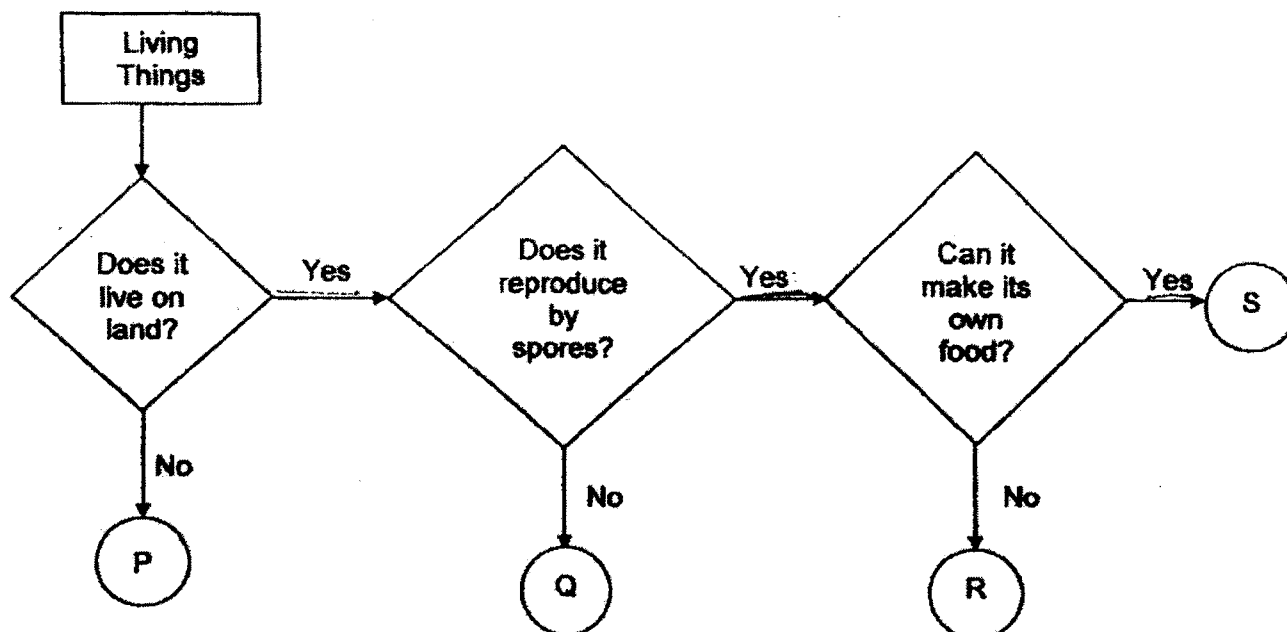 Living
Things
Does it
live on
land?
Yes
No
P
Does it
reproduce
by
spores?
Yes
No
Q
Can it
make its
own
food?
Yes
S
No
R